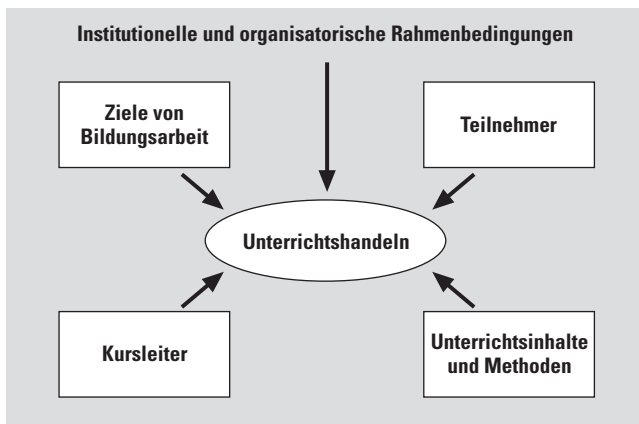 Institutionelle und organisatorische Rahmenbedingungen
Ziele von
Bildungsarbeit
Teilnehmer
Unterrichtshandeln
Kursleiter
Unterrichtsinhalte
und Methoden